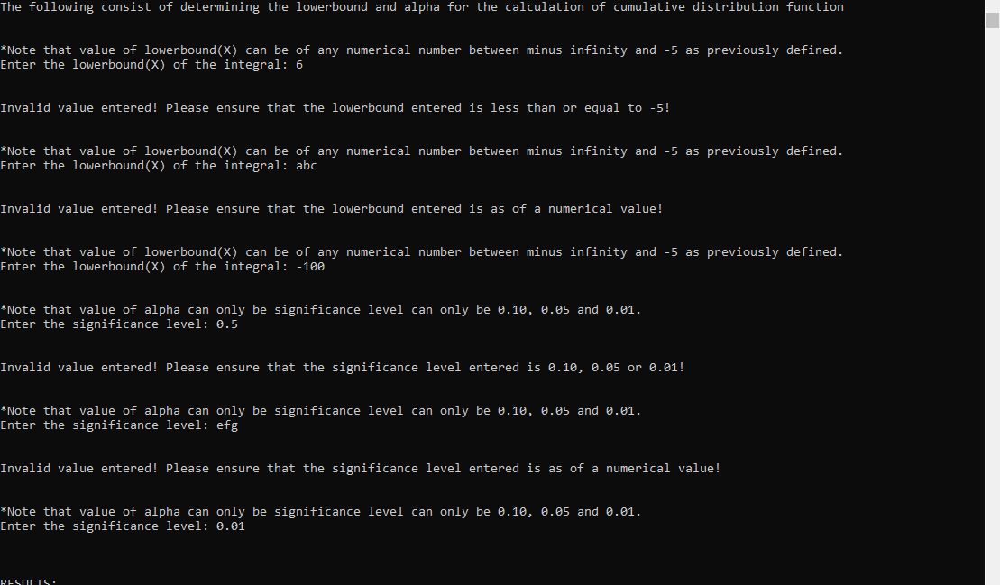 The following consist of determining the lowerbound and alpha for the calculation of cumulative distribution function
*Note that value of lowerbound(X) can be of any numerical number between minus infinity and -5 as previously defined.
Enter the lowerbound(X) of the integral: 6
Invalid value entered! Please ensure that the lowerbound entered is less than or equal to -5!
*Note that value of lowerbound(X) can be of any numerical number between minus infinity and -5 as previously defined.
Enter the lowerbound(X) of the integral: abc
Invalid value entered! Please ensure that the lowerbound entered is as of a numerical value!
*Note that value of lowerbound(X) can be of any numerical number between minus infinity and -5 as previously defined.
Enter the lowerbound(X) of the integral: -100
*Note that value of alpha can only be significance level can only be 0.10, 0.05 and 0.01.
Enter the significance level: 0.5
Invalid value entered! Please ensure that the significance level entered is 0.10, 0.05 or 0.01!
*Note that value of alpha can only be significance level can only be 0.10, 0.05 and 0.01.
Enter the significance level: efg
Invalid value entered! Please ensure that the significance level entered is as of a numerical value!
*Note that value of alpha can only be significance level can only be 0.10, 0.05 and 0.01.
Enter the significance level: 0.01
RESULTS: